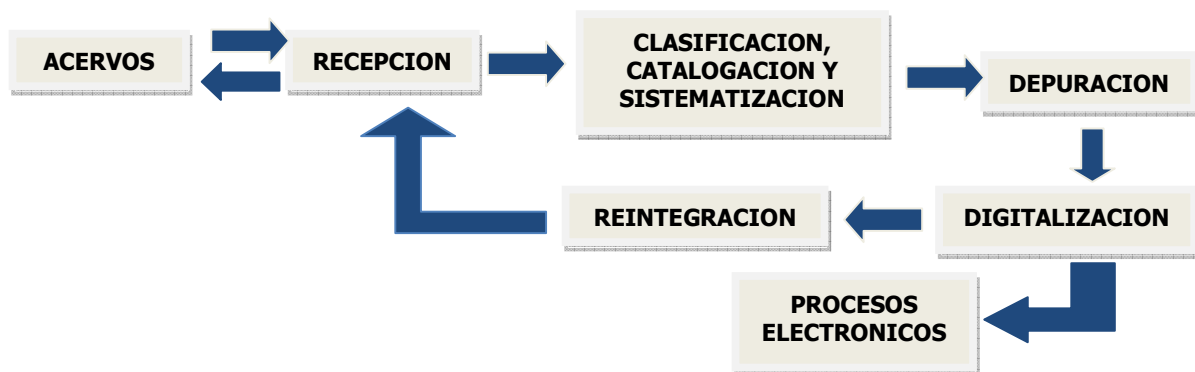 ACERVOS
RECEPCION
CLASIFICACION,
CATALOGACION Y
SISTEMATIZACION
DEPURACION
DIGITALIZACION
REINTEGRACION
PROCESOS
ELECTRONICOS